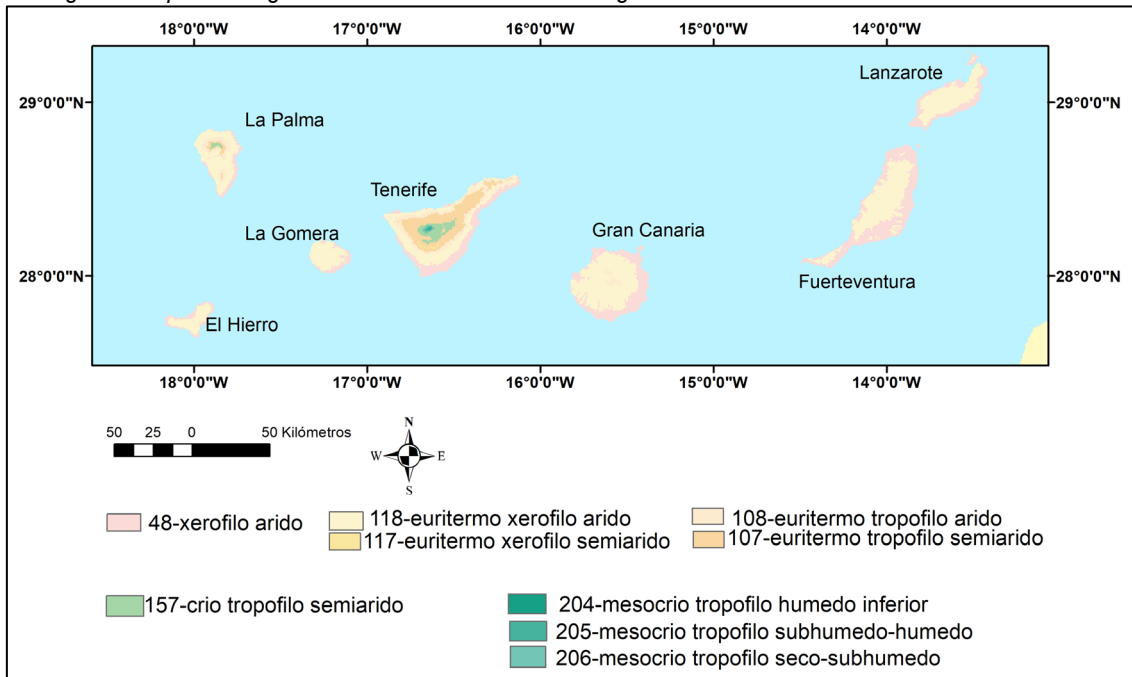 18°0'0"W 17°0'0"W 16°0'0"W 15°0'0"W 14°0'0"W
Lanzarote
29°0'0"N 29°0'0"N
La Palma
Tenerife
La Gomera
Gran Canaria
28°0'0"N 28°0'0"N
Fuerteventura
El Hierro
18°0'0"W 17°0'0"W 16°0'0"W 15°0'0"W 14°0'0"W
50 25 0 50 Kilómetros
N
W E
S
48-xerofilo arido
118-euritermo xerofilo arido
108-euritermo tropofilo arido
117-euritermo xerofilo semiarido
107-euritermo tropofilo semiarido
157-crio tropofilo semiarido
204-mesocrio tropofilo humedo inferior
205-mesocrio tropofilo subhumedo-humedo
206-mesocrio tropofilo seco-subhumedo